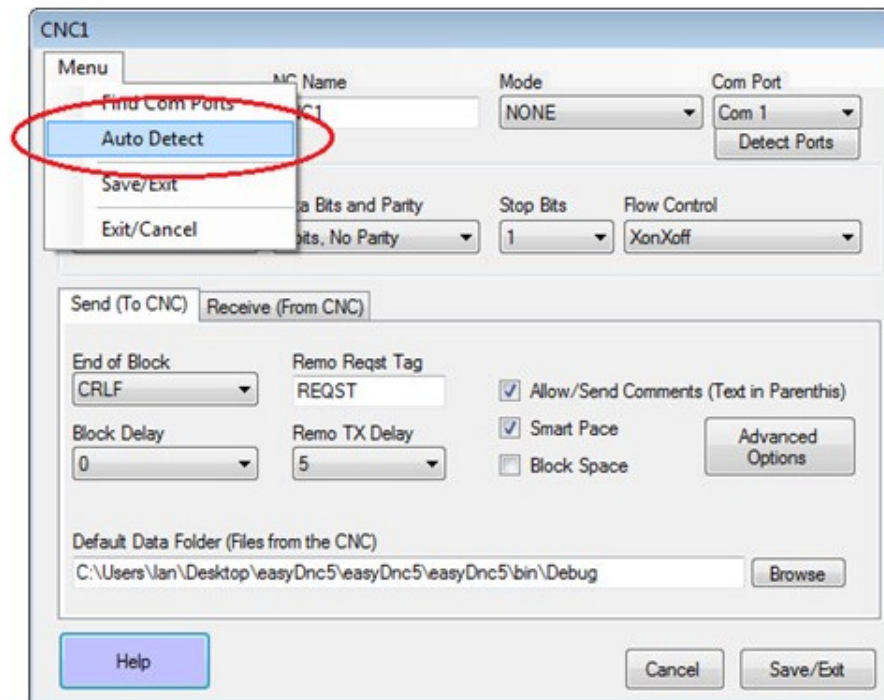 CNC1
Menu
Name Mode Com Port
Find Com Ports NONE Com 1
Auto Detect Detect Ports
Save/Exit
Bits and Parity Stop Bits Flow Control
Exit/Cancel bits, No Parity 1 XonXoff
Send (To CNC) Receive (From CNC)
End of Block Remo Reqst Tag
CRLF REQST Allow/Send Comments (Text in Parenthis)
Block Delay Remo TX Delay Smart Pace Advanced
0 5 Block Space Options
Default Data Folder (Files from the CNC)
C:\Users\Ian\Desktop\easyDnc5\easyDnc5\easyDnc5\bin\Debug Browse
Help Cancel Save/Exit